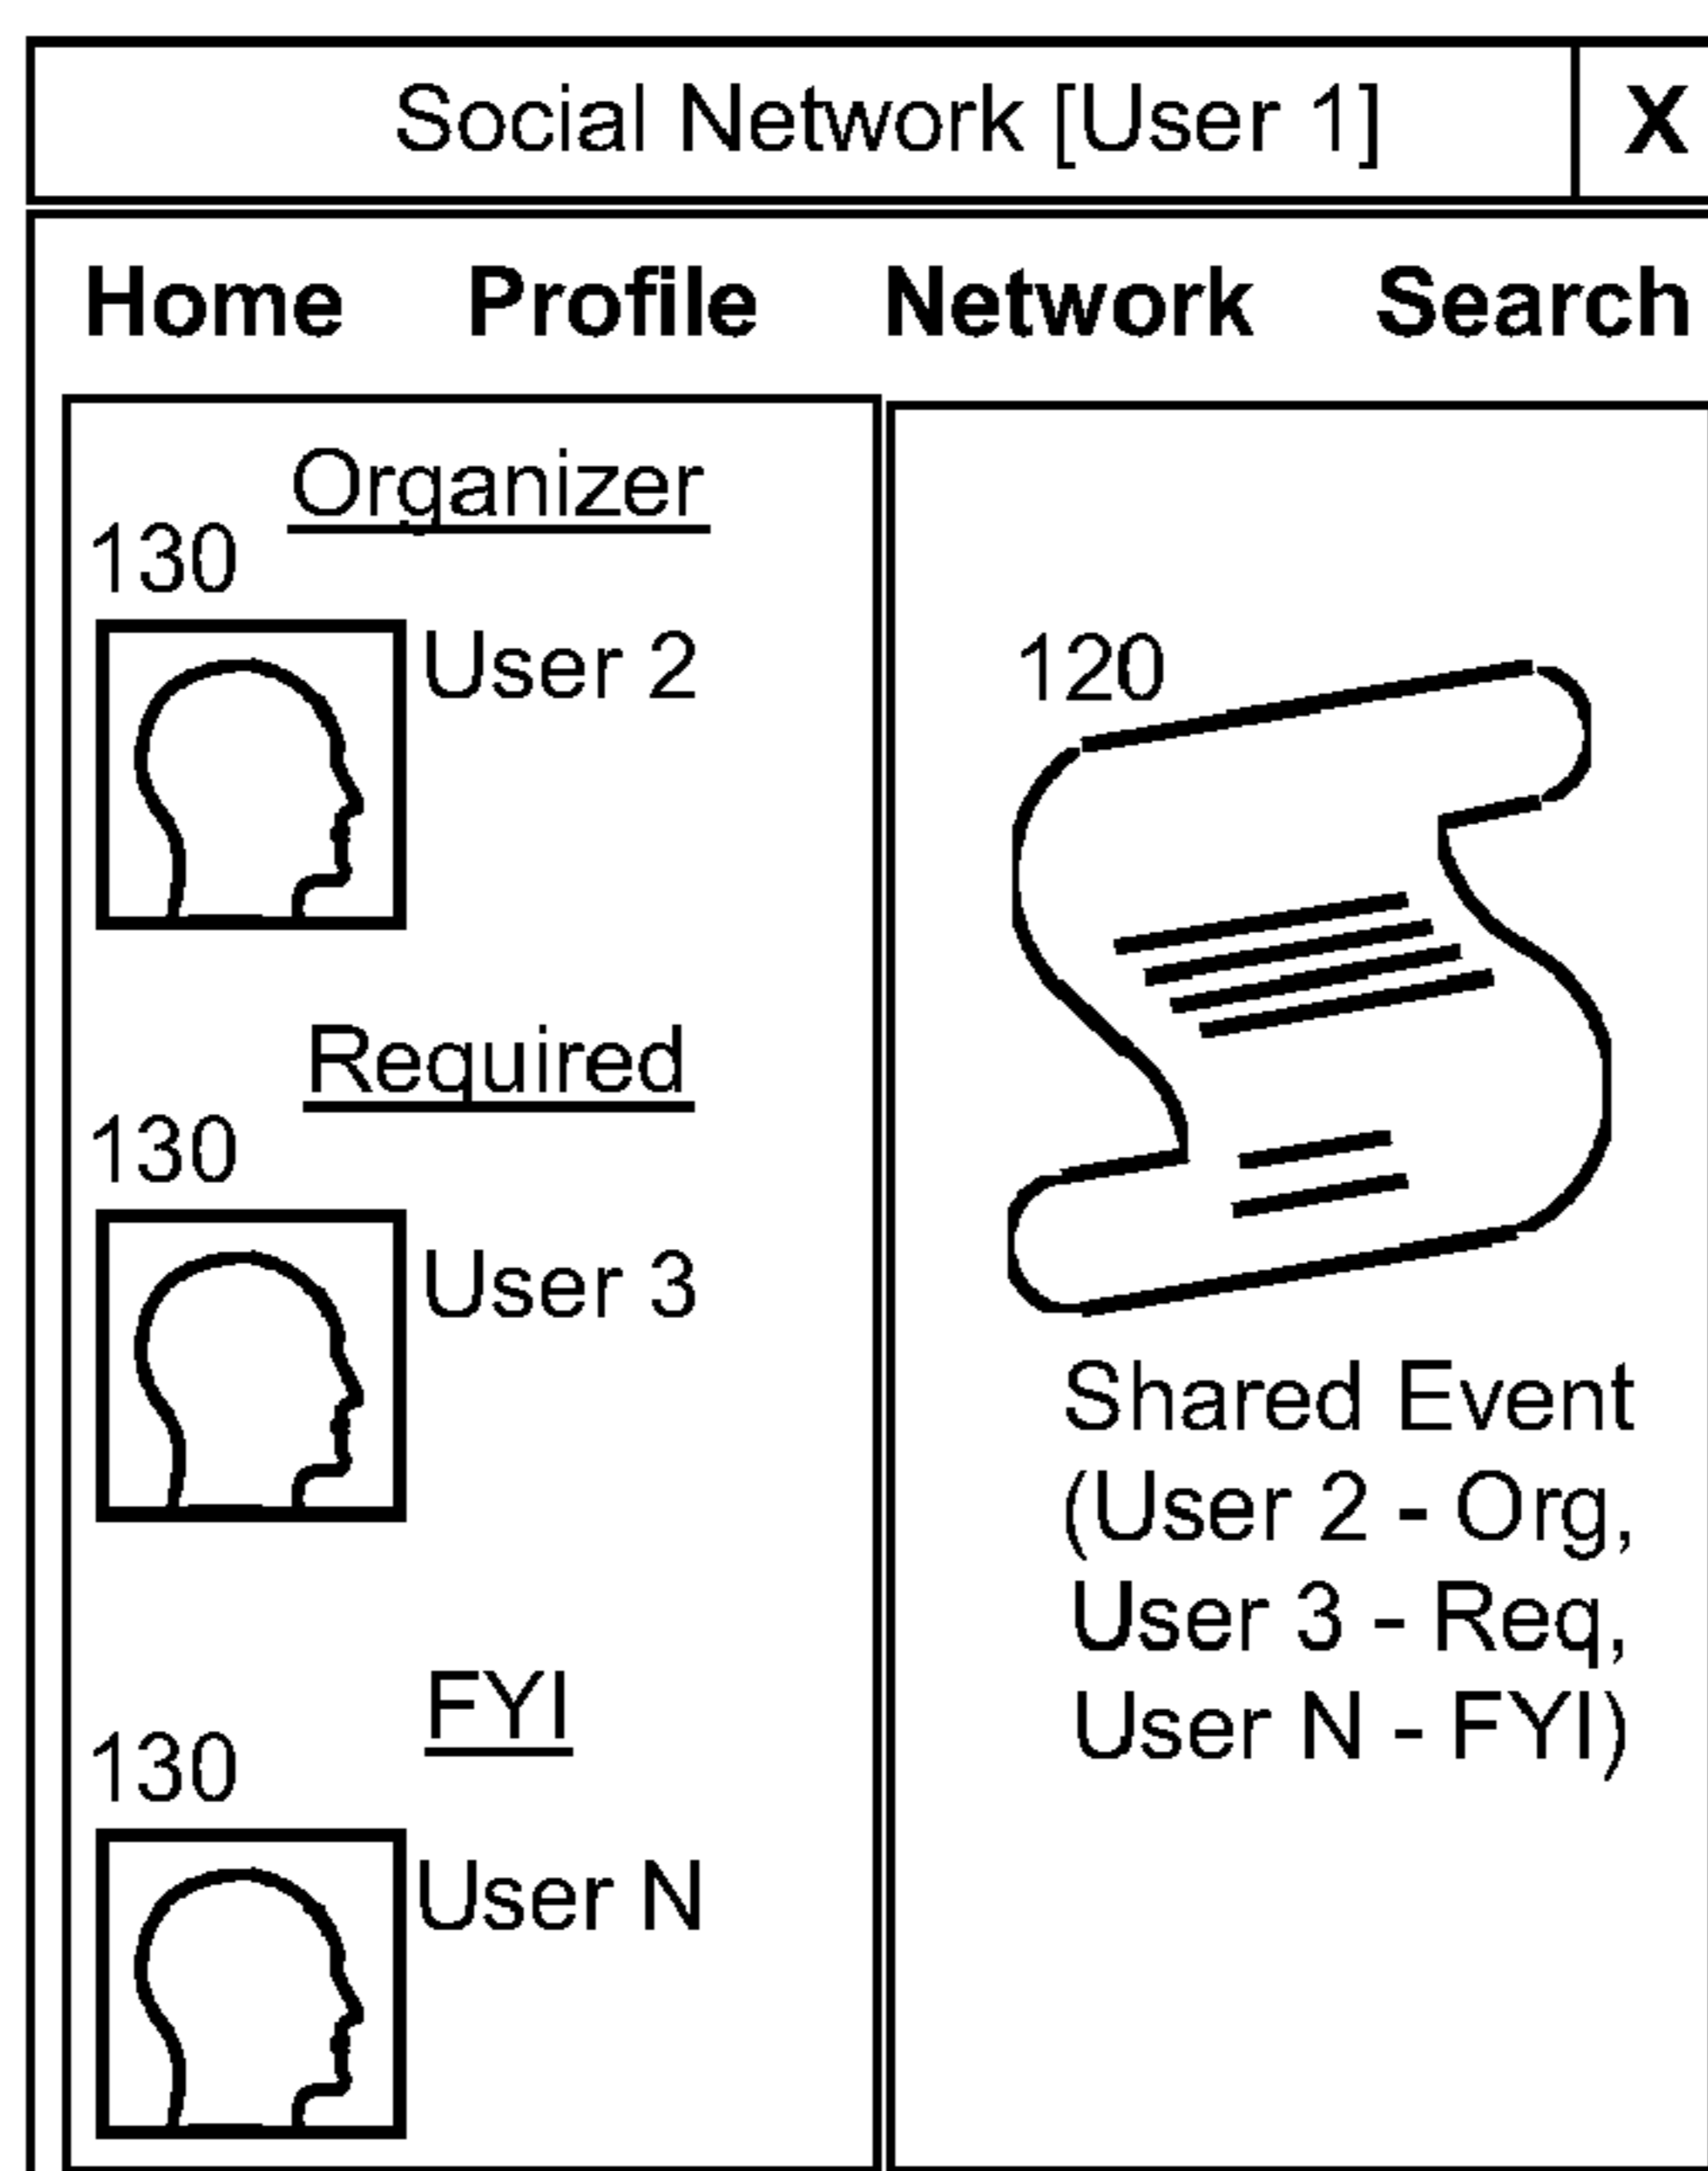 Social Network [User 1] X
Home Profile Network Search
Organizer
130
User 2
Required
130
User 3
FYI
130
User N
120
Shared Event
(User 2 - Org,
User 3 - Req,
User N - FYI)